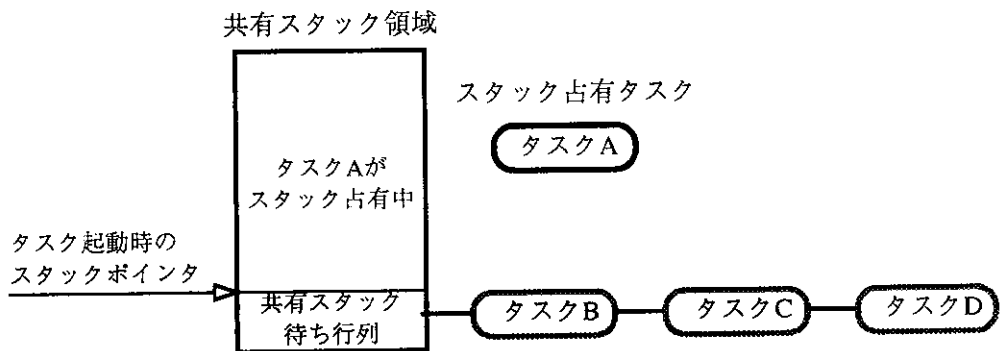 共有スタック領域
スタック占有タスク
タスクA
タスクAが
スタック占有中
タスク起動時の
スタックポインタ
共有スタック
待ち行列
タスクB
タスクC
タスクD